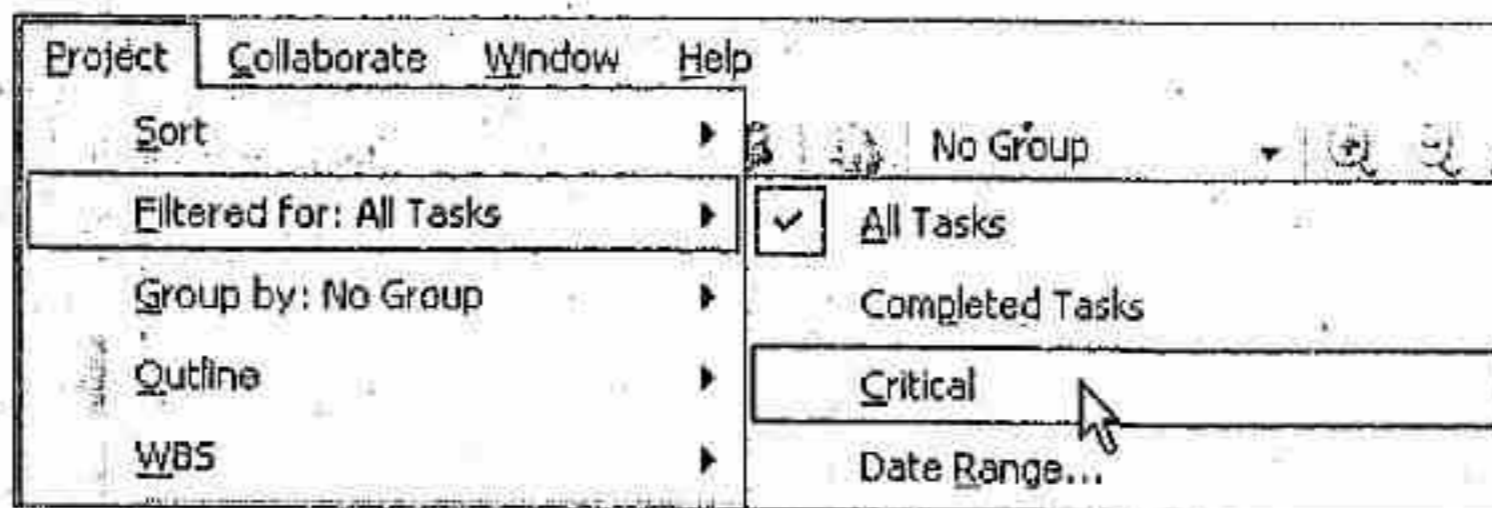 Project Collaborate Window Help
Sort
No Group
Filtered for: All Tasks
All Tasks
Group by: No Group
Completed Tasks
Outline
Critical
WBS
Date Range...